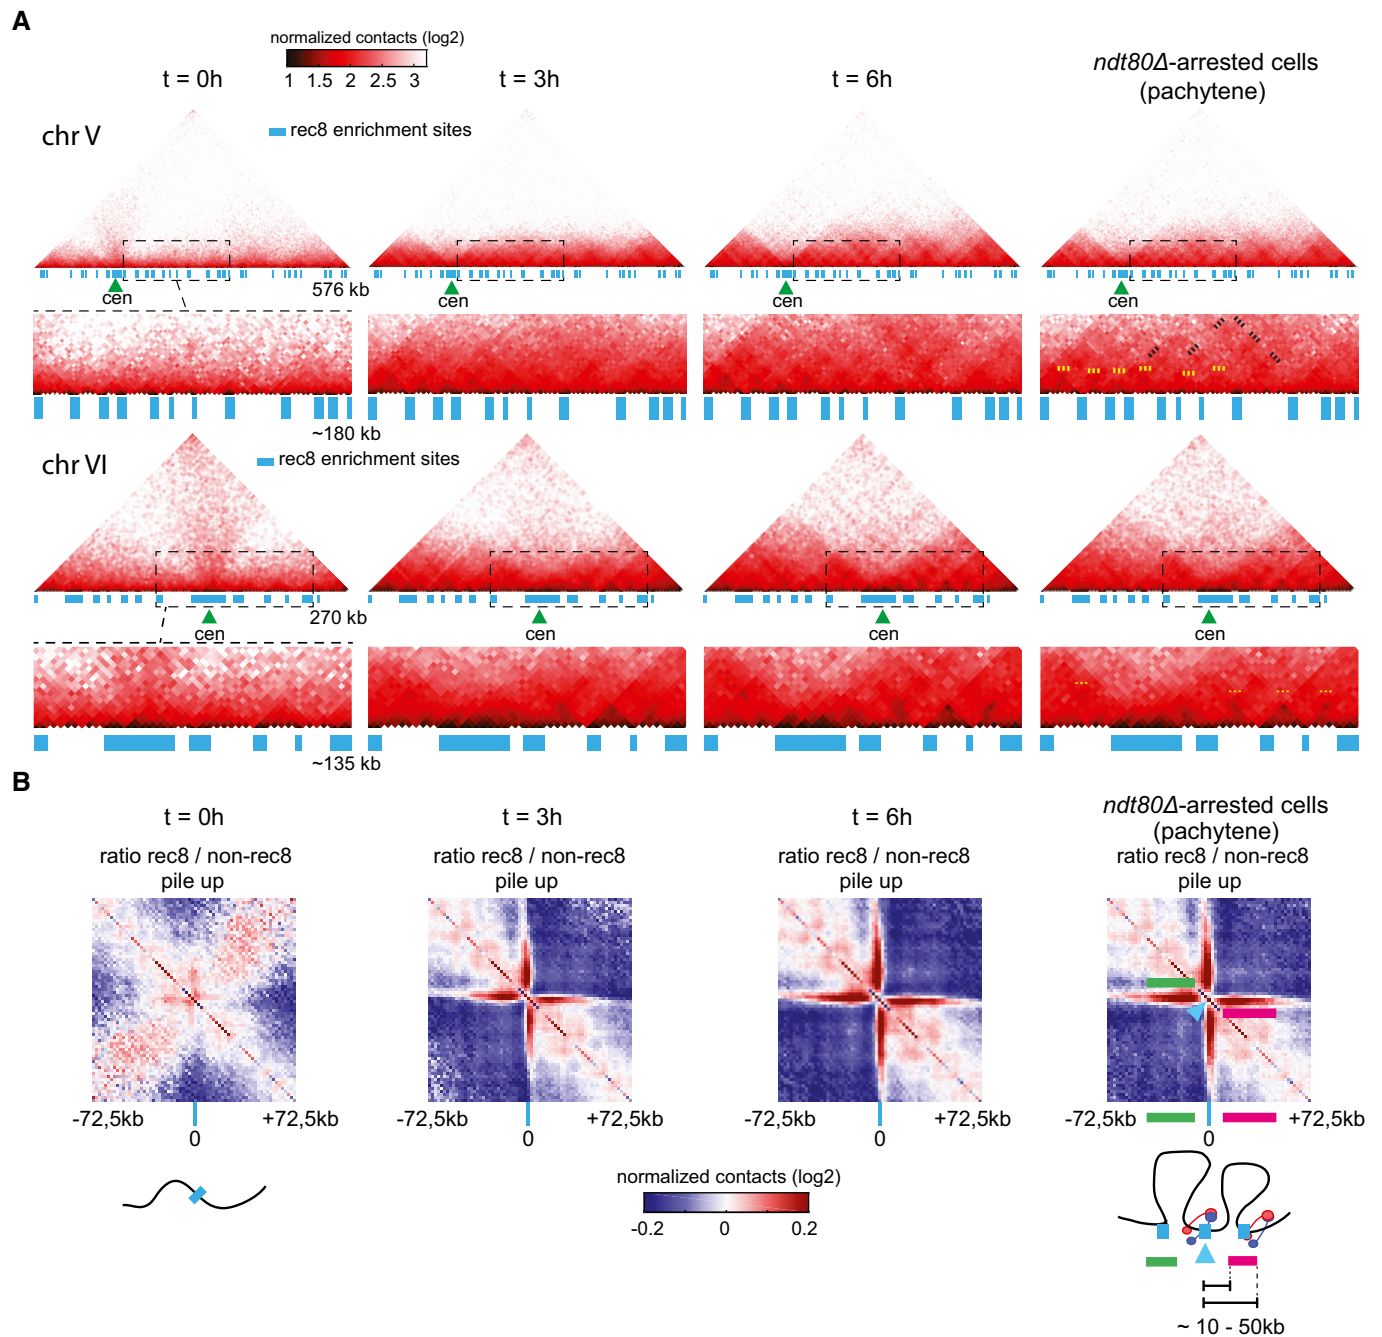 A
normalized contacts (log2)
1 1.5 2 2.5 3
t = 0h
t = 3h
t = 6h
ndt80Δ-arrested cells
(pachytene)
chr V
rec8 enrichment sites
cen
576 kb
cen
cen
cen
~180 kb
chr VI
rec8 enrichment sites
cen
270 kb
cen
cen
cen
~135 kb
B
t = 0h
t = 3h
t = 6h
ndt80Δ-arrested cells
(pachytene)
ratio rec8 / non-rec8
pile up
ratio rec8 / non-rec8
pile up
ratio rec8 / non-rec8
pile up
ratio rec8 / non-rec8
pile up
-72,5kb
+72,5kb
0
-72,5kb
+72,5kb
0
-72,5kb
+72,5kb
0
-72,5kb
+72,5kb
0
normalized contacts (log2)
-0.2 0 0.2
~ 10 - 50kb